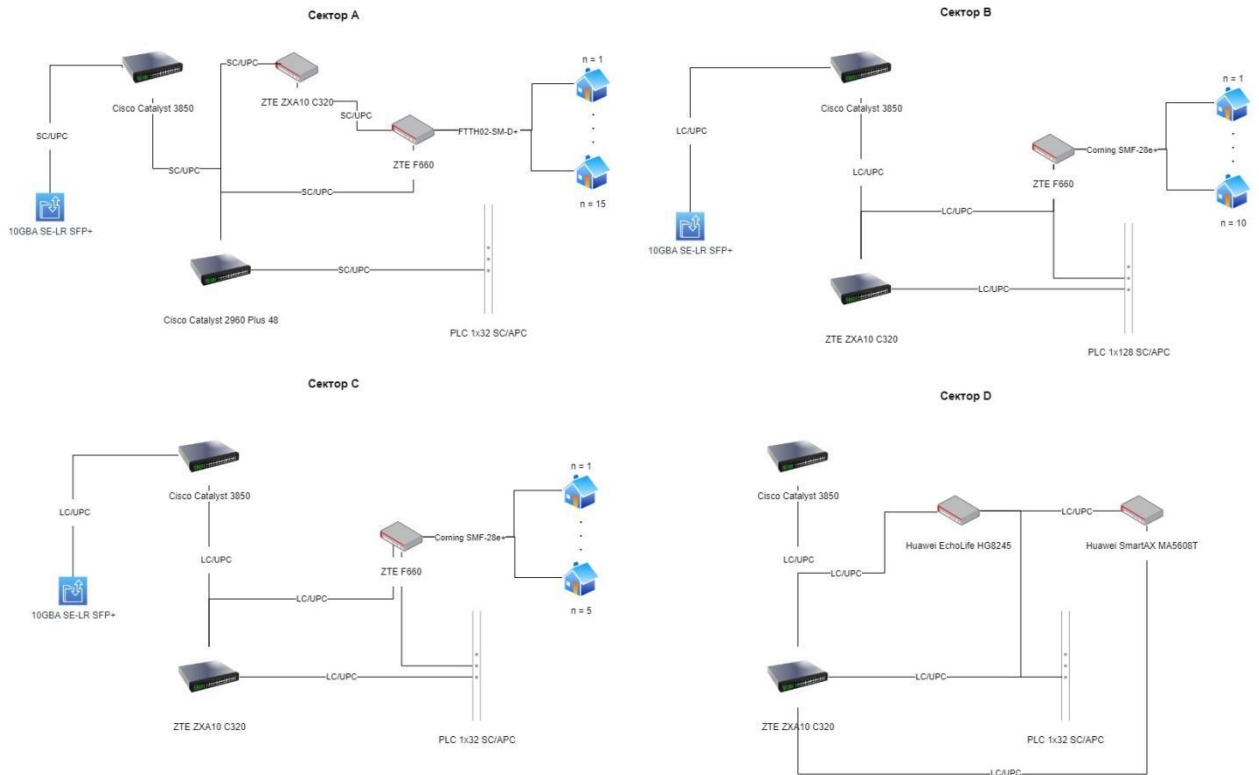 Сектор A
Cisco Catalyst 3850
SC/UPC
ZTE ZXA10 C320
SC/UPC
n = 1
.
.
.
FTTH02-SM-D+
SC/UPC
ZTE F660
SC/UPC
SC/UPC
n = 15
10GBA SE-LR SFP+
SC/UPC
Cisco Catalyst 2960 Plus 48
PLC 1x32 SC/APC
Сектор B
Cisco Catalyst 3850
n = 1
.
.
.
LC/UPC
Corning SMF-28e+
LC/UPC
ZTE F660
LC/UPC
n = 10
10GBA SE-LR SFP+
LC/UPC
ZTE ZXA10 C320
PLC 1x128 SC/APC
Сектор C
Cisco Catalyst 3850
n = 1
.
.
.
LC/UPC
Corning SMF-28e+
LC/UPC
ZTE F660
LC/UPC
n = 5
10GBA SE-LR SFP+
LC/UPC
ZTE ZXA10 C320
PLC 1x32 SC/APC
Сектор D
Cisco Catalyst 3850
LC/UPC
Huawei EchoLife HG8245
Huawei SmartAX MA5608T
LC/UPC
LC/UPC
LC/UPC
ZTE ZXA10 C320
PLC 1x32 SC/APC
LC/UPC